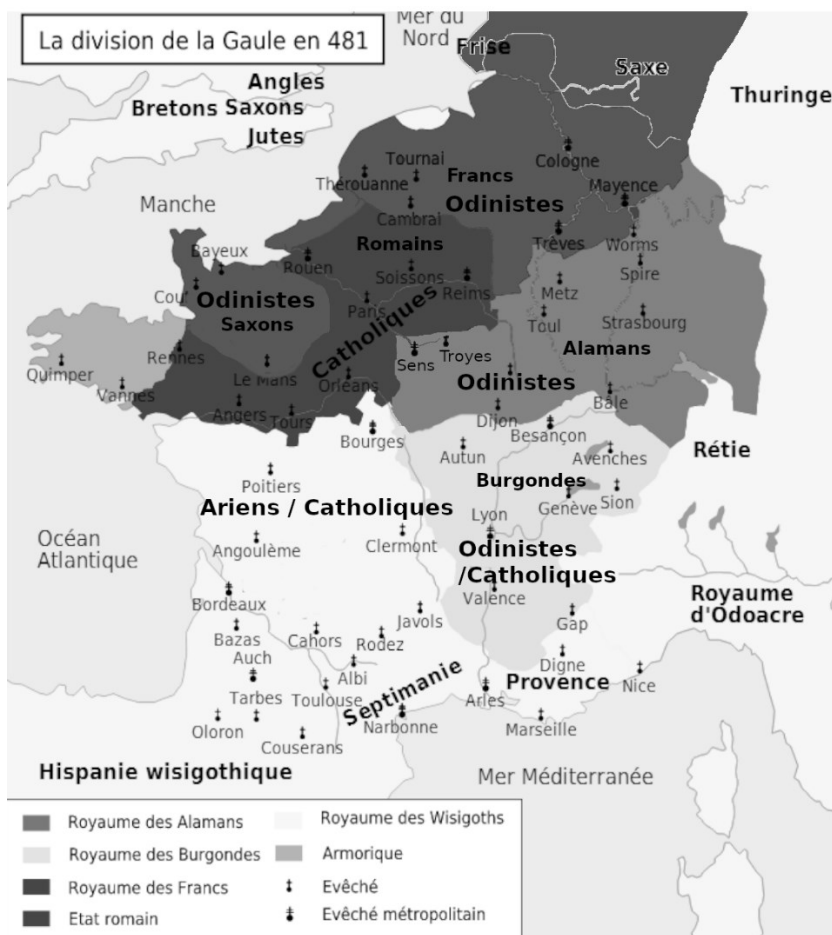 La division de la Gaule en 481
Mer du
Nord
Frise
Saxe
Angles
Bretons Saxons
Jutes
Thuringe
Tournai
Thérouanne
Francs
Cologne
Odinistes
Mayence
Manche
Cambrai
Romains
Trèves
Worms
Bayeux
Rouen
Soissons
Reims
Spire
Cou
Odinistes
Saxons
Paris
Catholiques
Metz
Toul
Strasbourg
Rennes
Sens
Troyes
Alamans
Quimper
Vannes
Le Mans
Orléans
Odinistes
Angers
Tours
Dijon
Bâle
Bourges
Besançon
Autun
Avenches
Rétie
Poitiers
Burgondes
Genève
Sion
Ariens / Catholiques
Lyon
Océan
Atlantique
Angoulème
Clermont
Odinistes
/Catholiques
Valence
Royaume
d'Odoacre
Bordeaux
Javols
Gap
Bazas
Cahors
Rodez
Auch
Albi
Digne
Tarbes
Toulouse
Septimanie
Arles
Provence
Nice
Oloron
Couserans
Narbonne
Marseille
Hispanie wisigothique
Mer Méditerranée
Royaume des Alamans
Royaume des Burgondes
Royaume des Francs
Etat romain
Royaume des Wisigoths
Armorique
Evêché
Evêché métropolitain